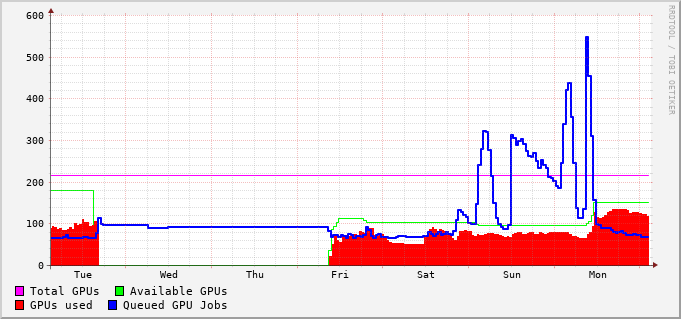 600
500
400
300
200
100
0
Tue Wed Thu Fri Sat Sun Mon
Total GPUs Available GPUs
GPUs used Queued GPU Jobs
RRDTOOL / TOBI OETIKER